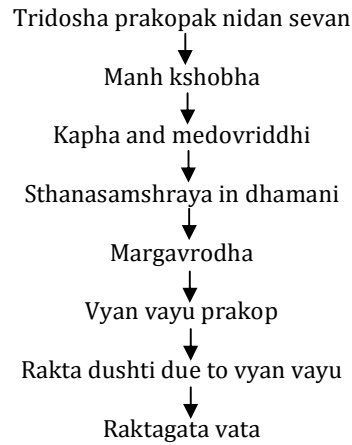 Tridosha prakopak nidan sevan
Manh kshobha
Kapha and medovriddhi
Sthanasamshraya in dhamani
Margavrodha
Vyan vayu prakop
Rakta dushti due to vyan vayu
Raktagata vata